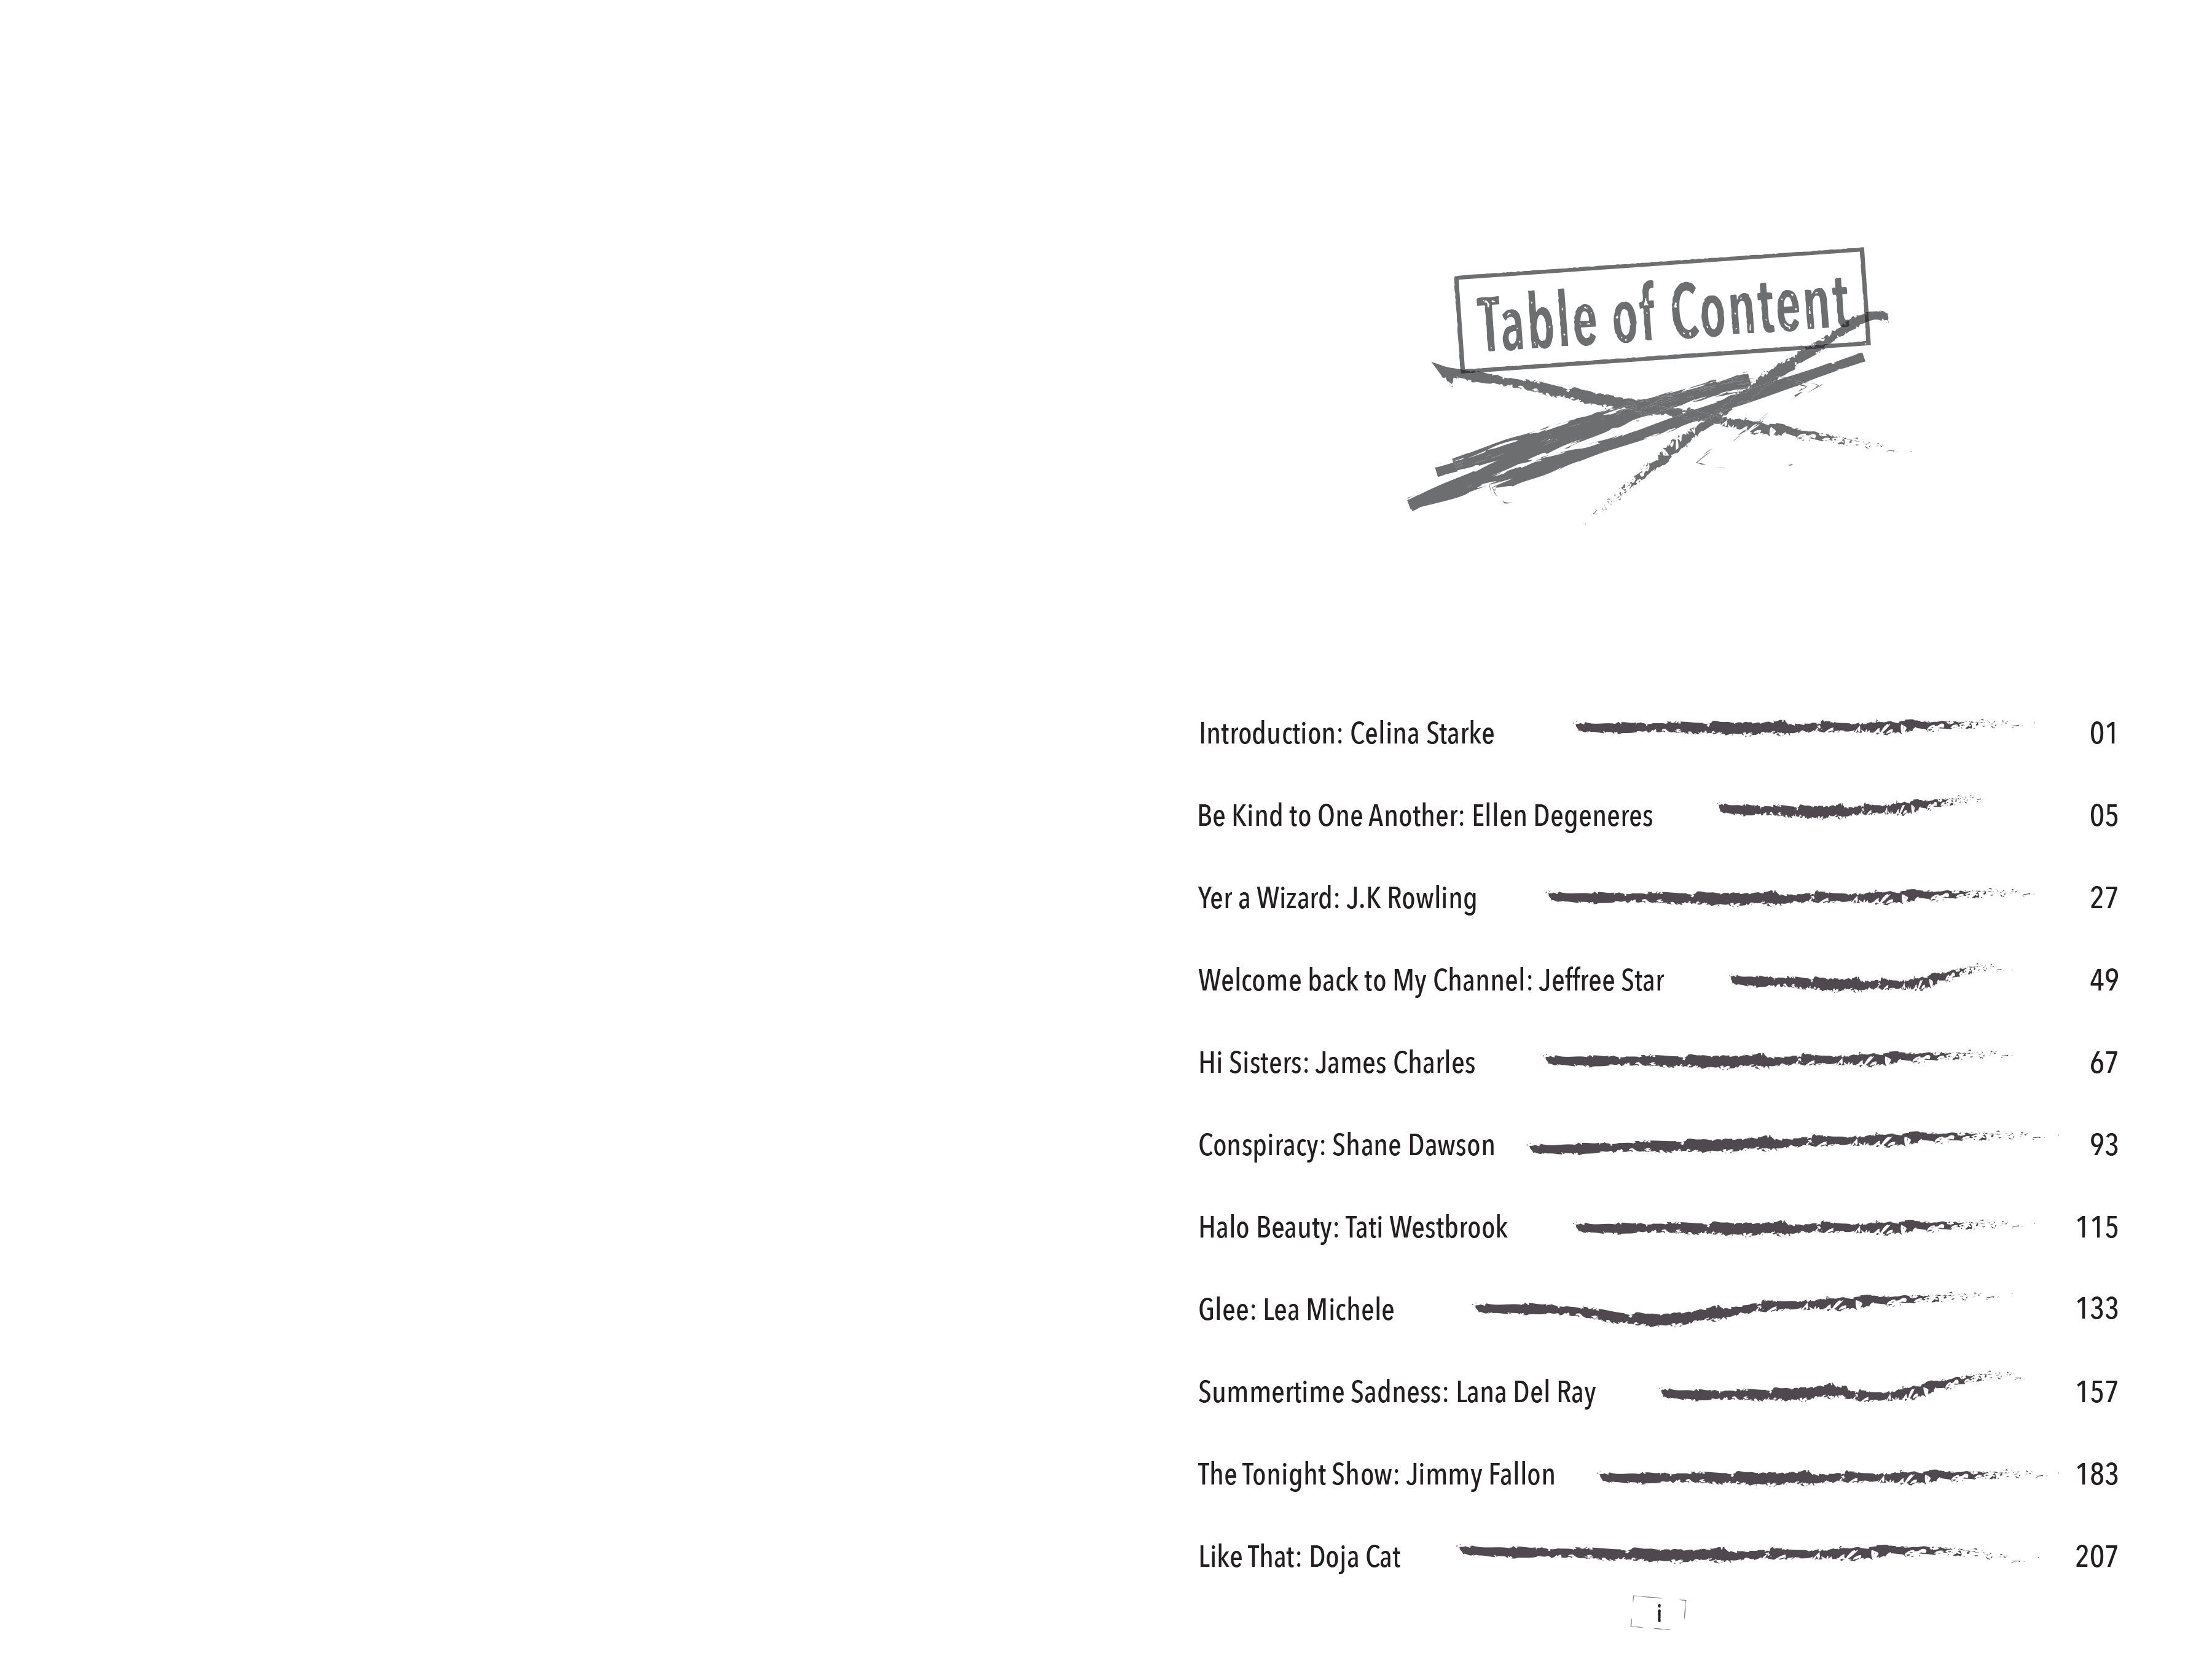 Table of Content
Introduction: Celina Starke 01
Be Kind to One Another: Ellen Degeneres 05
Yer a Wizard: J.K Rowling 27
Welcome back to My Channel: Jeffree Star 49
Hi Sisters: James Charles 67
Conspiracy: Shane Dawson 93
Halo Beauty: Tati Westbrook 115
Glee: Lea Michele 133
Summertime Sadness: Lana Del Ray 157
The Tonight Show: Jimmy Fallon 183
Like That: Doja Cat 207
i